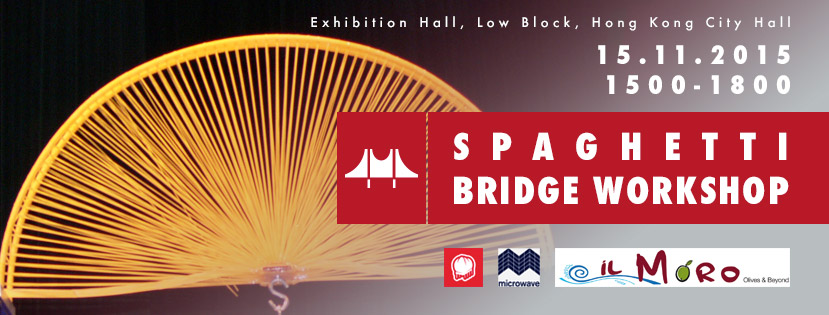 Exhibition Hall, Low Block, Hong Kong City Hall
15.11.2015
1500-1800
SPAGHETTI
BRIDGE WORKSHOP
microwave
iL MORO
Olives & Beyond